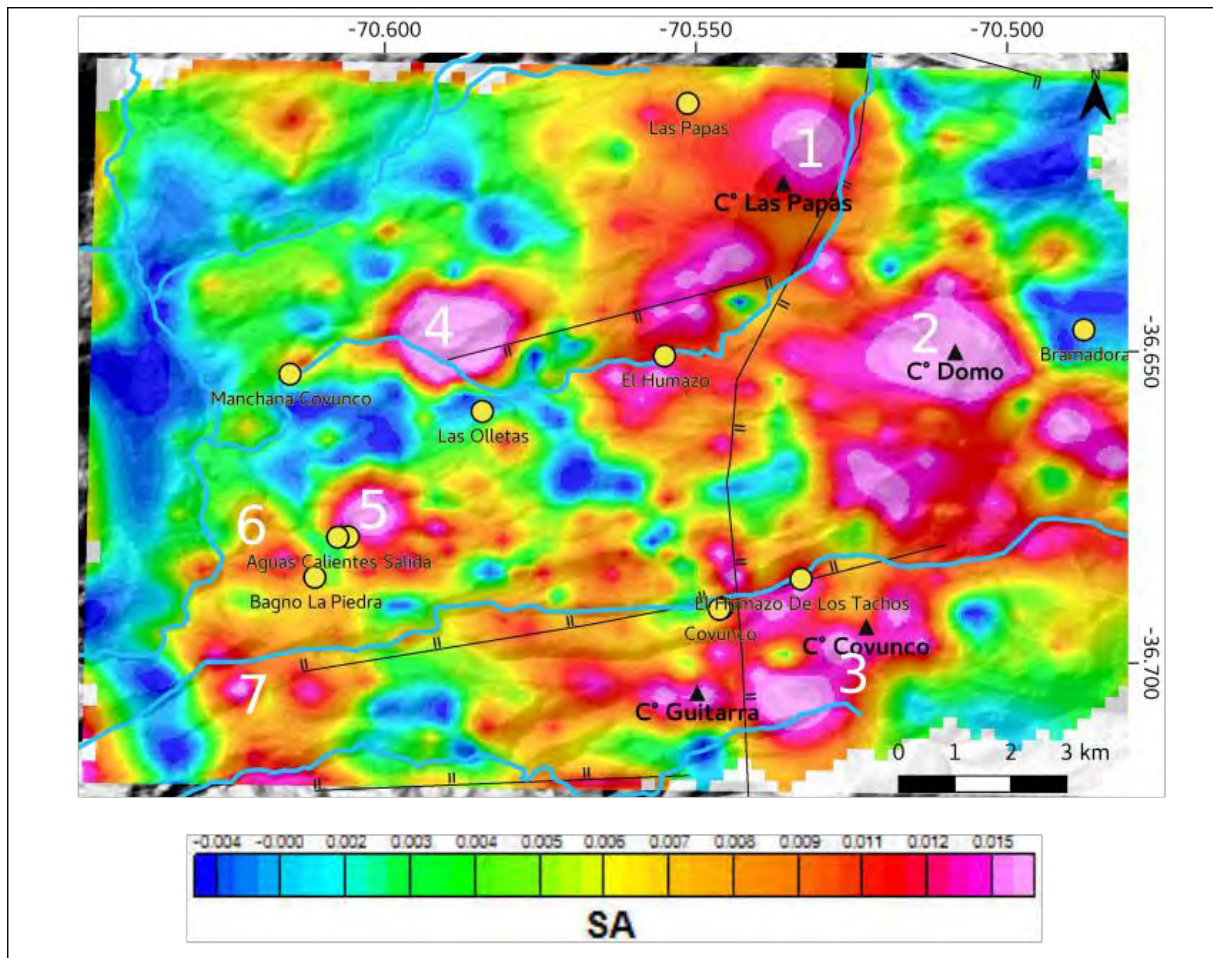 -70.600 -70.550 -70.500
N
Las Papas
1
C° Las Papas
-36.650
4
2
C° Domo
Bramadora
El Humazo
Manchana Covunco
Las Olletas
6
5
Aguas Calientes Salida
Bagno La Piedra
El Humazo De Los Tachos
Covunco
C° Covunco
-36.700
3
7
C° Guitarra
0 1 2 3 km
-0.004 -0.000 0.002 0.003 0.004 0.005 0.006 0.007 0.008 0.009 0.011 0.012 0.015
SA